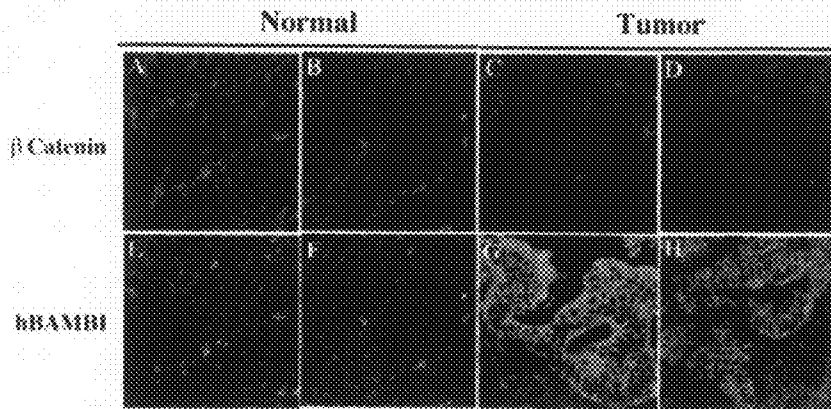 Normal Tumor
A B C D
β Catenin
E F G H
hBAMBI